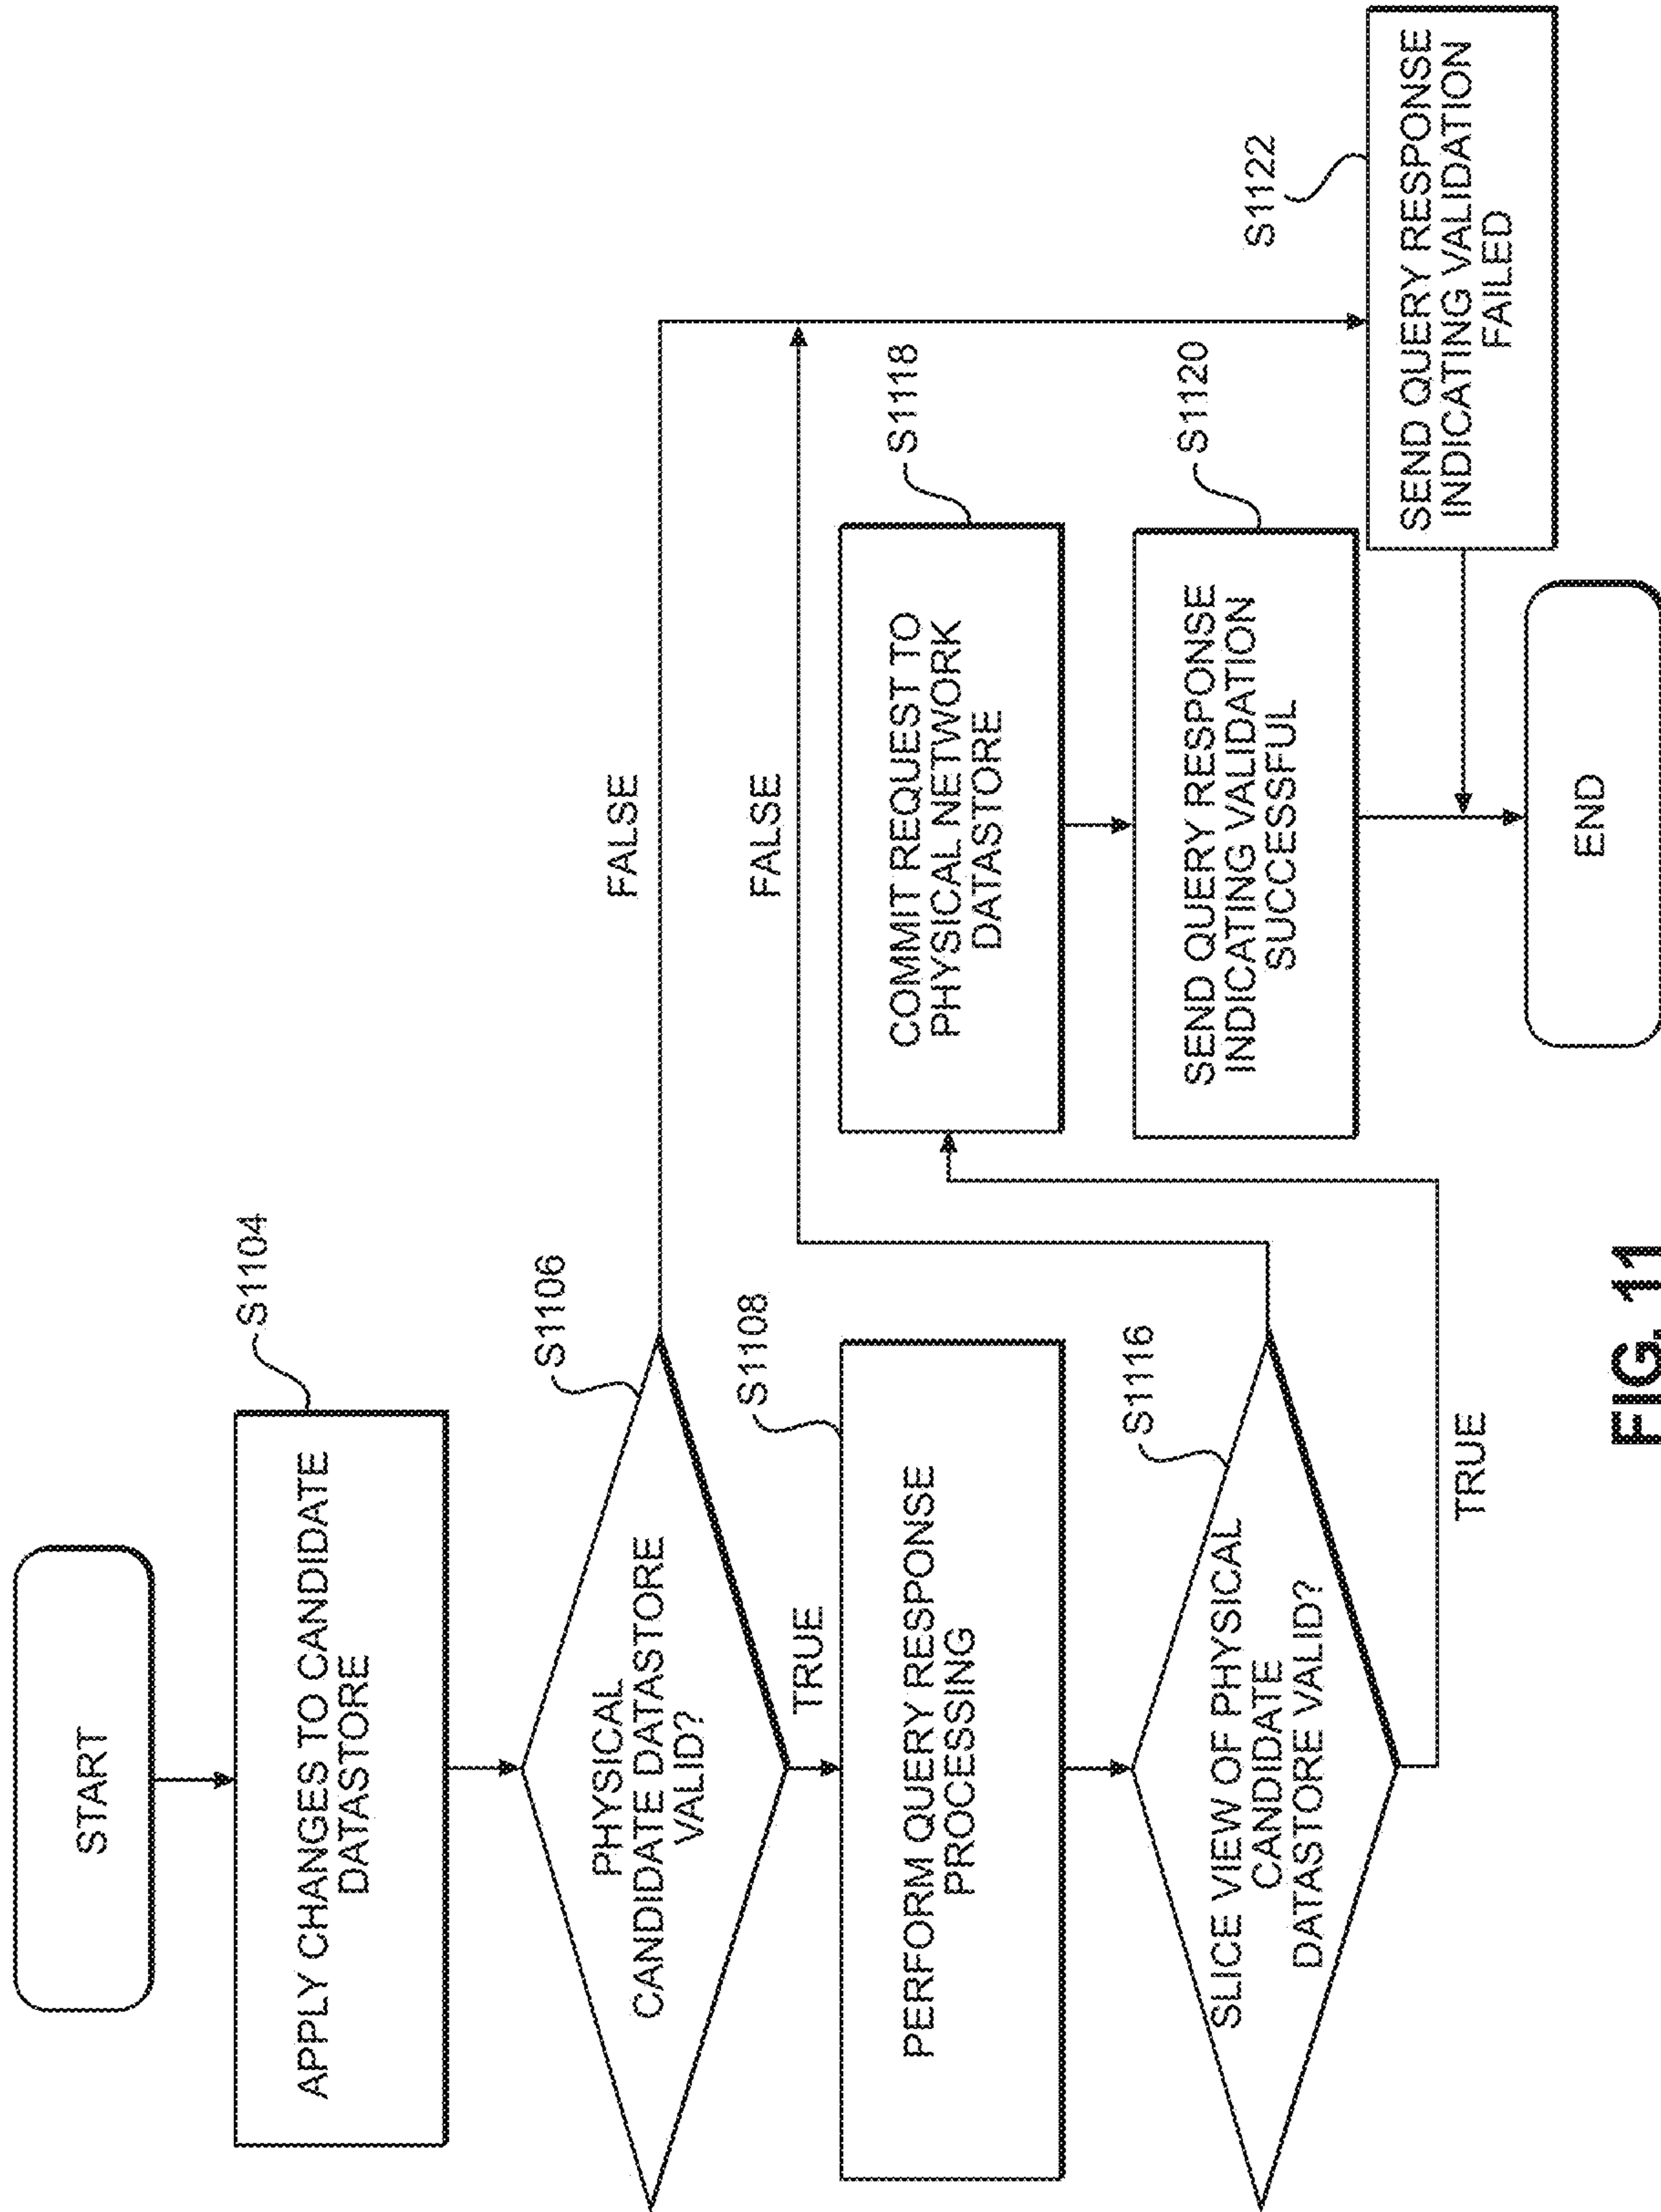 START
S1104
APPLY CHANGES TO CANDIDATE
DATASTORE
S1106
PHYSICAL
CANDIDATE DATASTORE
VALID?
FALSE
TRUE
S1108
PERFORM QUERY RESPONSE
PROCESSING
S1116
SLICE VIEW OF PHYSICAL
CANDIDATE
DATASTORE VALID?
FALSE
TRUE
S1118
COMMIT REQUEST TO
PHYSICAL NETWORK
DATASTORE
S1120
SEND QUERY RESPONSE
INDICATING VALIDATION
SUCCESSFUL
S1122
SEND QUERY RESPONSE
INDICATING VALIDATION
FAILED
END
FIG. 11